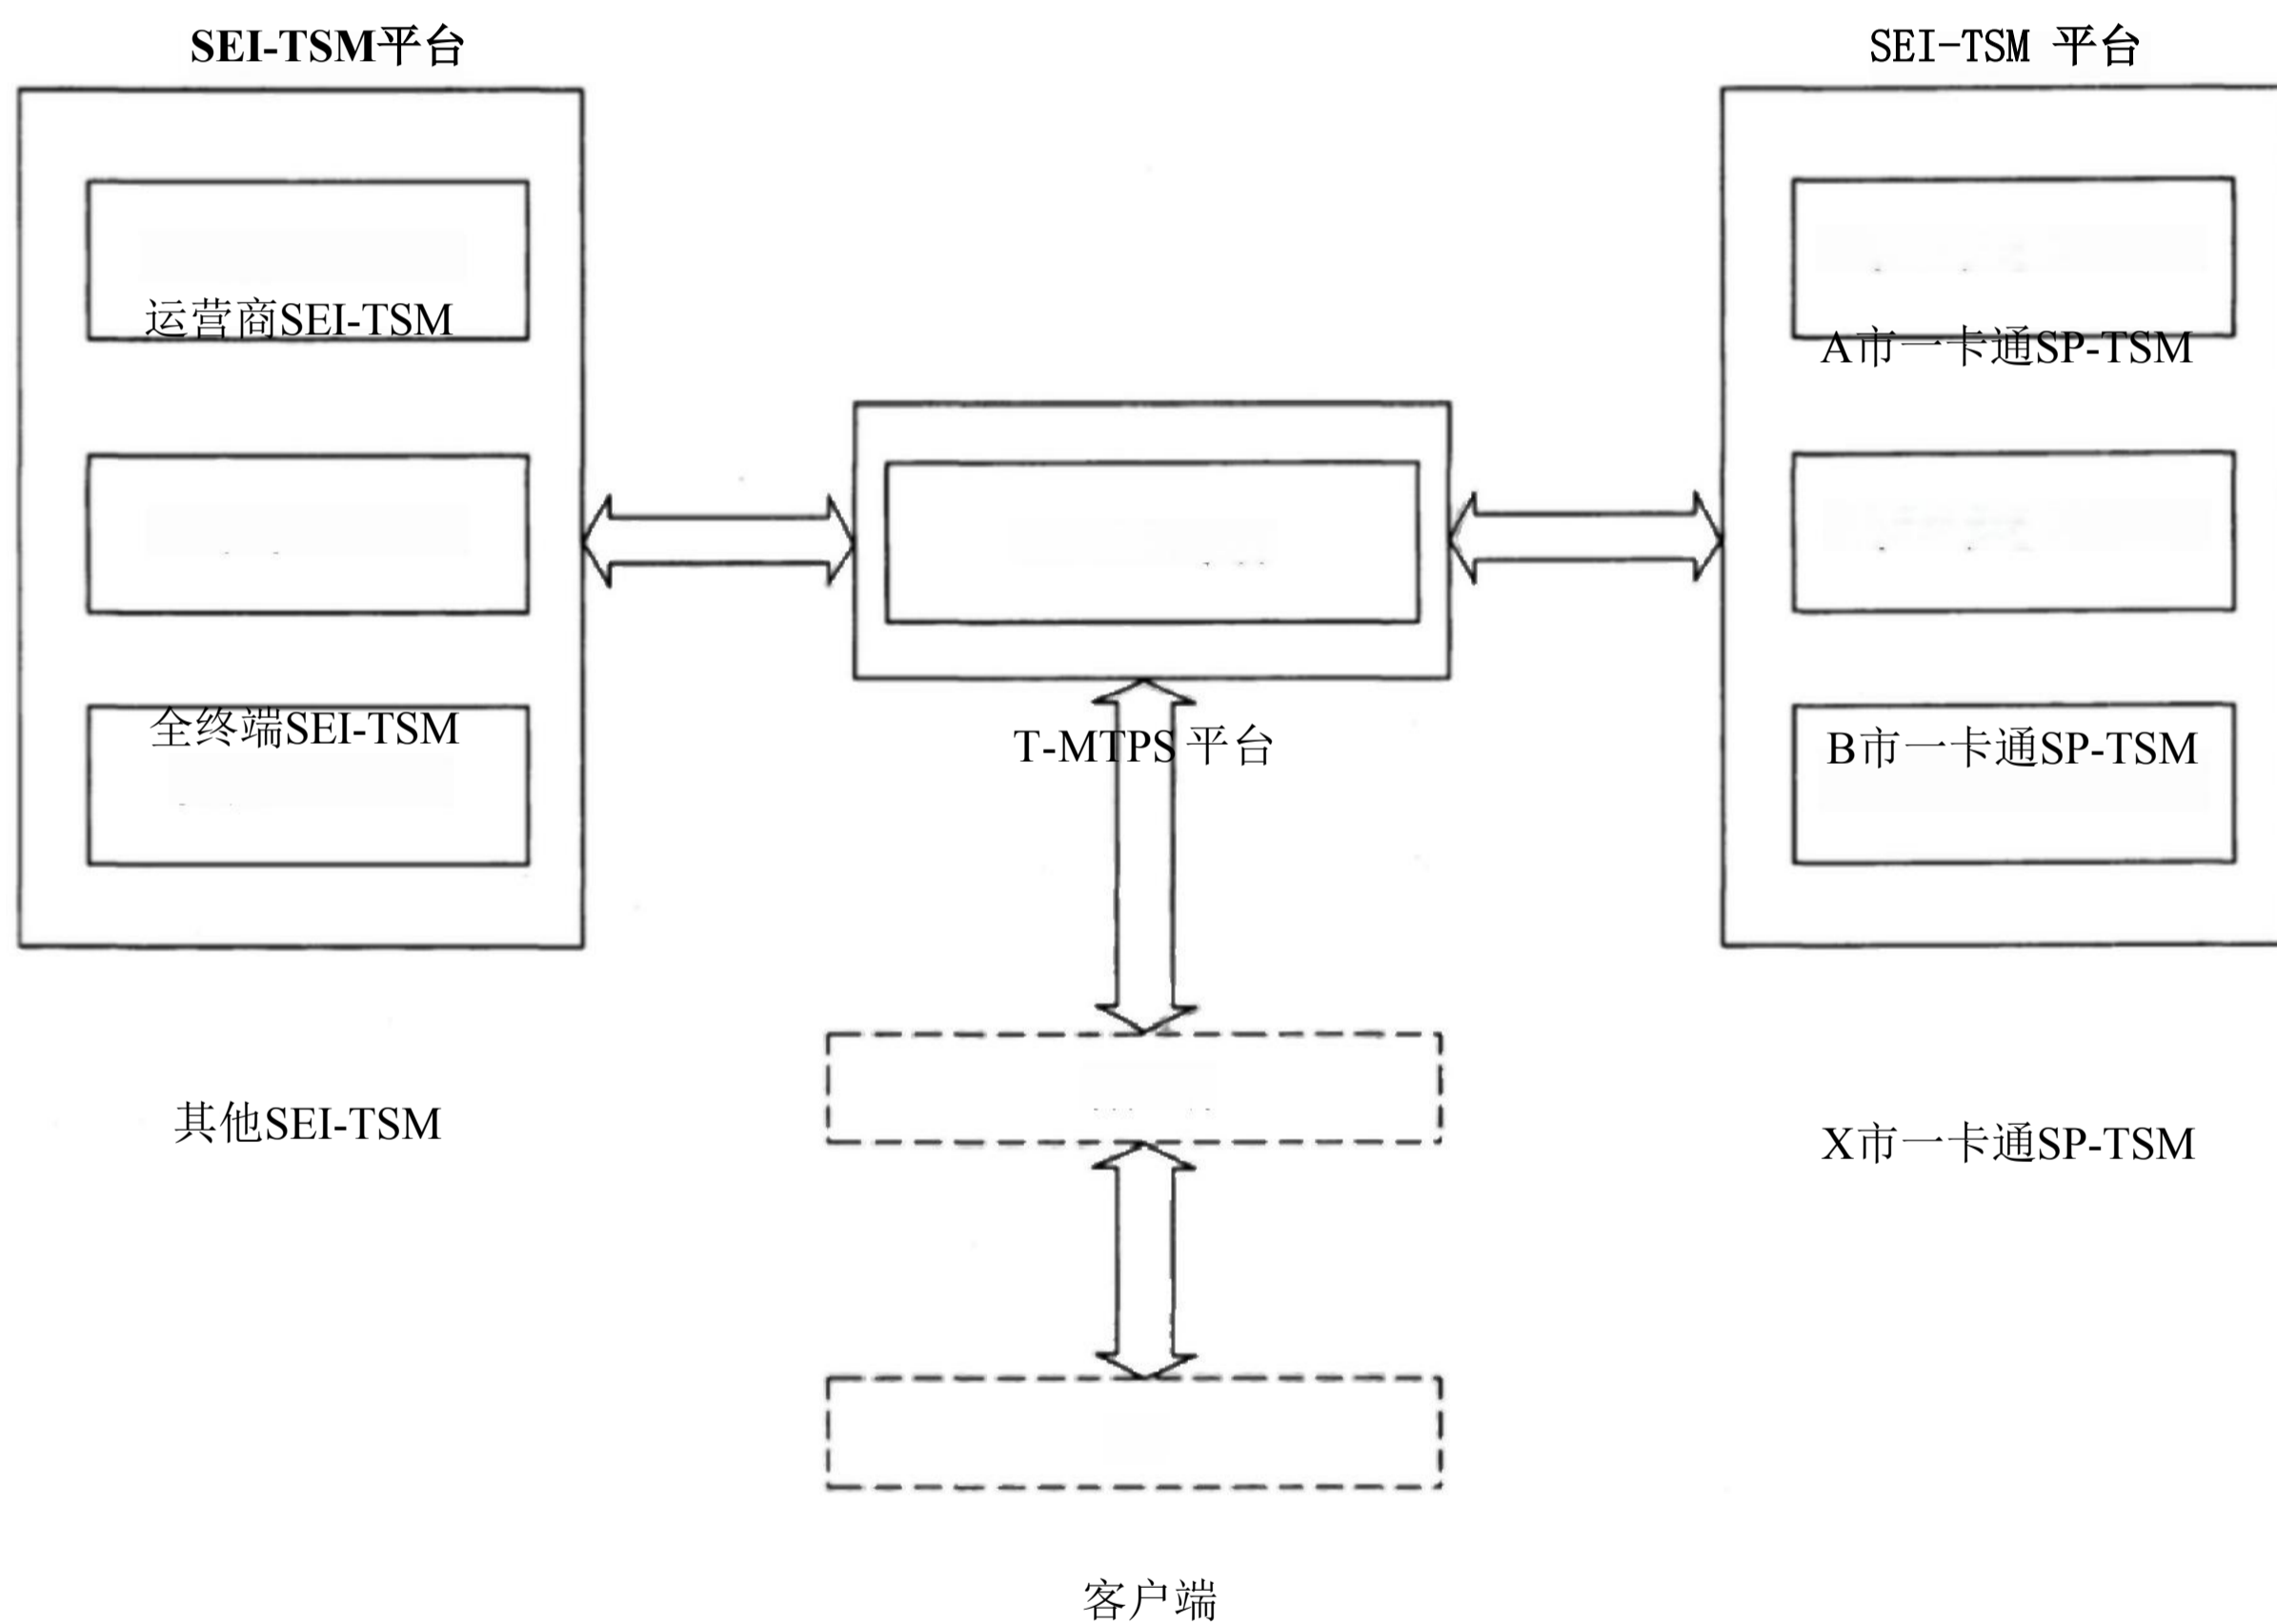 SEI-TSM平台
SEI-TSM 平台
运营商SEI-TSM
A市一卡通SP-TSM
全终端SEI-TSM
T-MTPS 平台
B市一卡通SP-TSM
其他SEI-TSM
X市一卡通SP-TSM
客户端